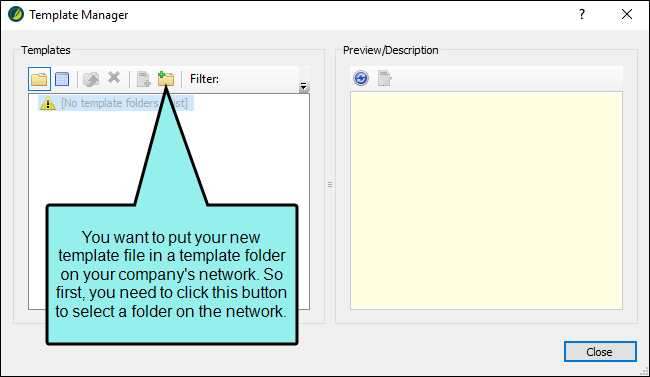 Template Manager
?
Templates
Preview/Description
Filter:
[No template folders exist]
You want to put your new
template file in a template folder
on your company's network. So
first, you need to click this button
to select a folder on the network.
Close